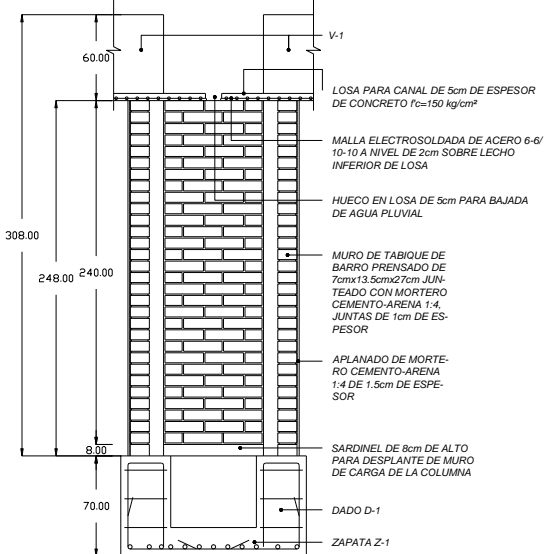 V-1
60.00
LOSA PARA CANAL DE 5cm DE ESPESOR
DE CONCRETO f'c=150 kg/cm²
MALLA ELECTROSOLDADA DE ACERO 6-6/
10-10 A NIVEL DE 2cm SOBRE LECHO
INFERIOR DE LOSA
HUECO EN LOSA DE 5cm PARA BAJADA
DE AGUA PLUVIAL
308.00
248.00
240.00
MURO DE TABIQUE DE
BARRO PRENSADO DE
7cmx13.5cmx27cm JUN-
TEADO CON MORTERO
CEMENTO-ARENA 1:4,
JUNTAS DE 1cm DE ES-
PESOR
APLANADO DE MORTE-
RO CEMENTO-ARENA
1:4 DE 1.5cm DE ESPE-
SOR
8.00
SARDINEL DE 8cm DE ALTO
PARA DESPLANTE DE MURO
DE CARGA DE LA COLUMNA
70.00
DADO D-1
ZAPATA Z-1